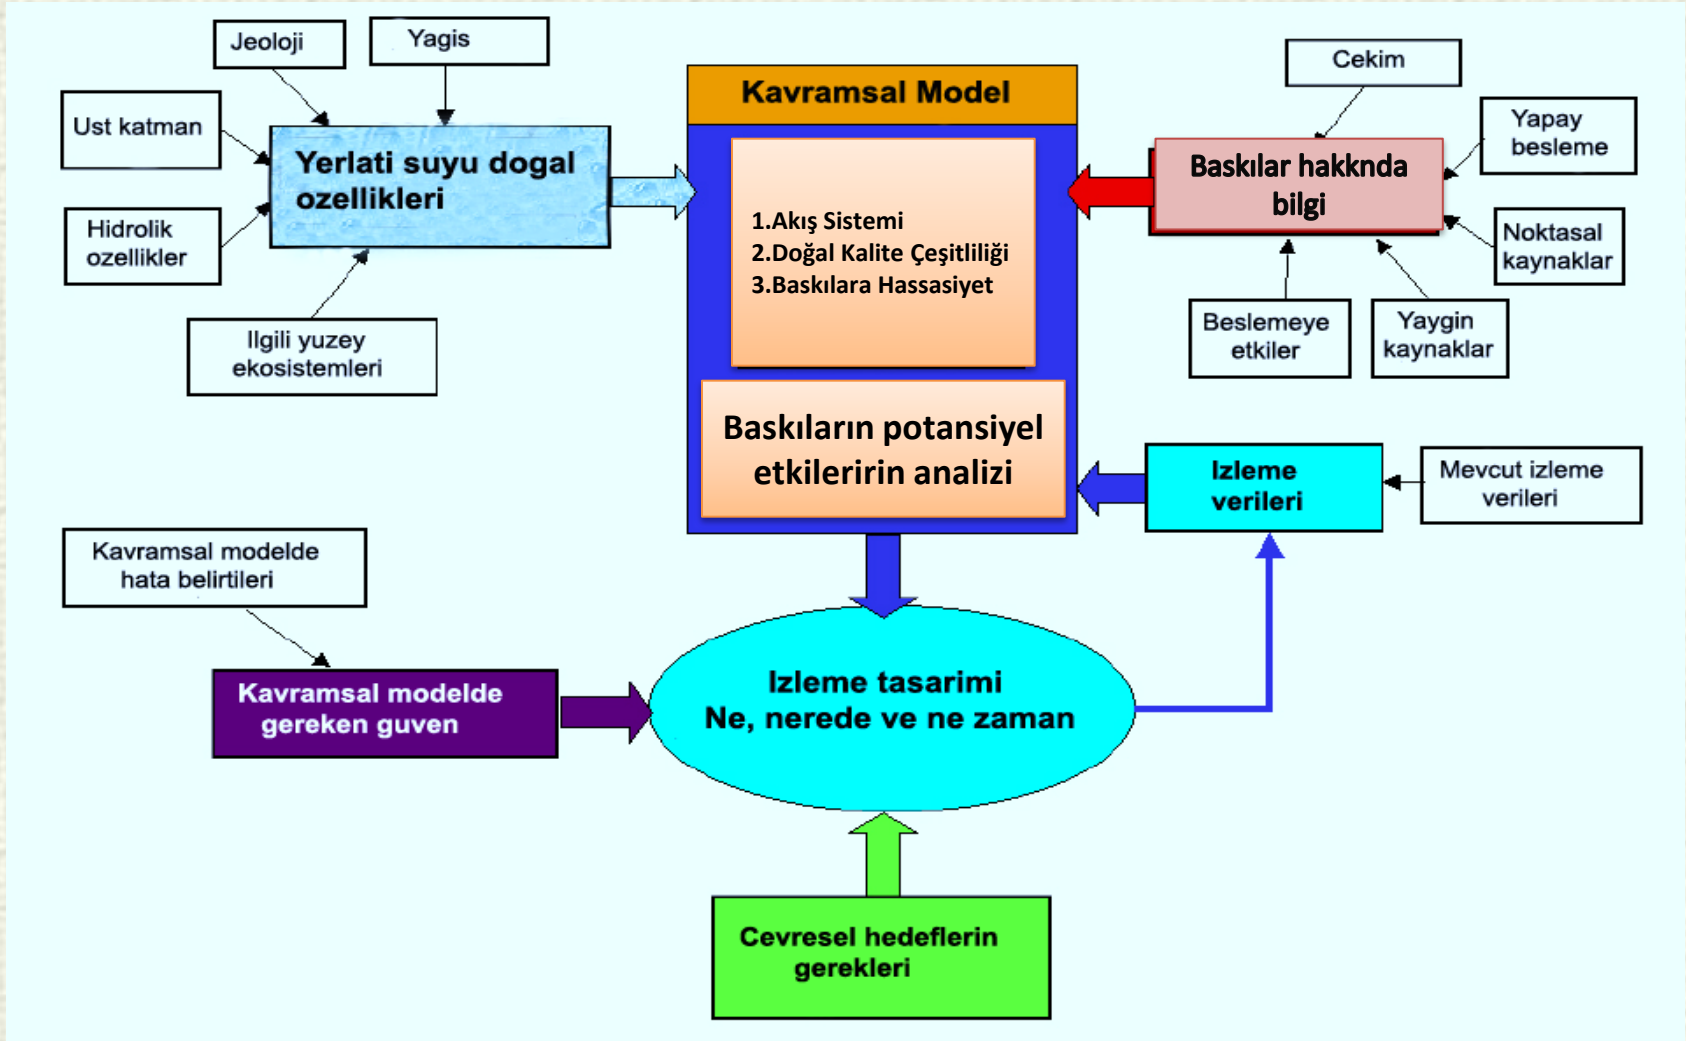 Jeoloji
Yagis
Ust katman
Yerlati suyu dogal
ozellikleri
Hidrolik
ozellikler
Ilgili yuzey
ekosistemleri
Kavramsal Model
1.Akış Sistemi
2.Doğal Kalite Çeşitliliği
3.Baskılara Hassasiyet
Baskıların potansiyel
etkileririn analizi
Cekim
Yapay
besleme
Baskılar hakknda
bilgi
Noktasal
kaynaklar
Beslemeye
etkiler
Yaygin
kaynaklar
Izleme
verileri
Mevcut izleme
verileri
Kavramsal modelde
hata belirtileri
Kavramsal modelde
gereken guven
Izleme tasarimi
Ne, nerede ve ne zaman
Cevresel hedeflerin
gerekleri